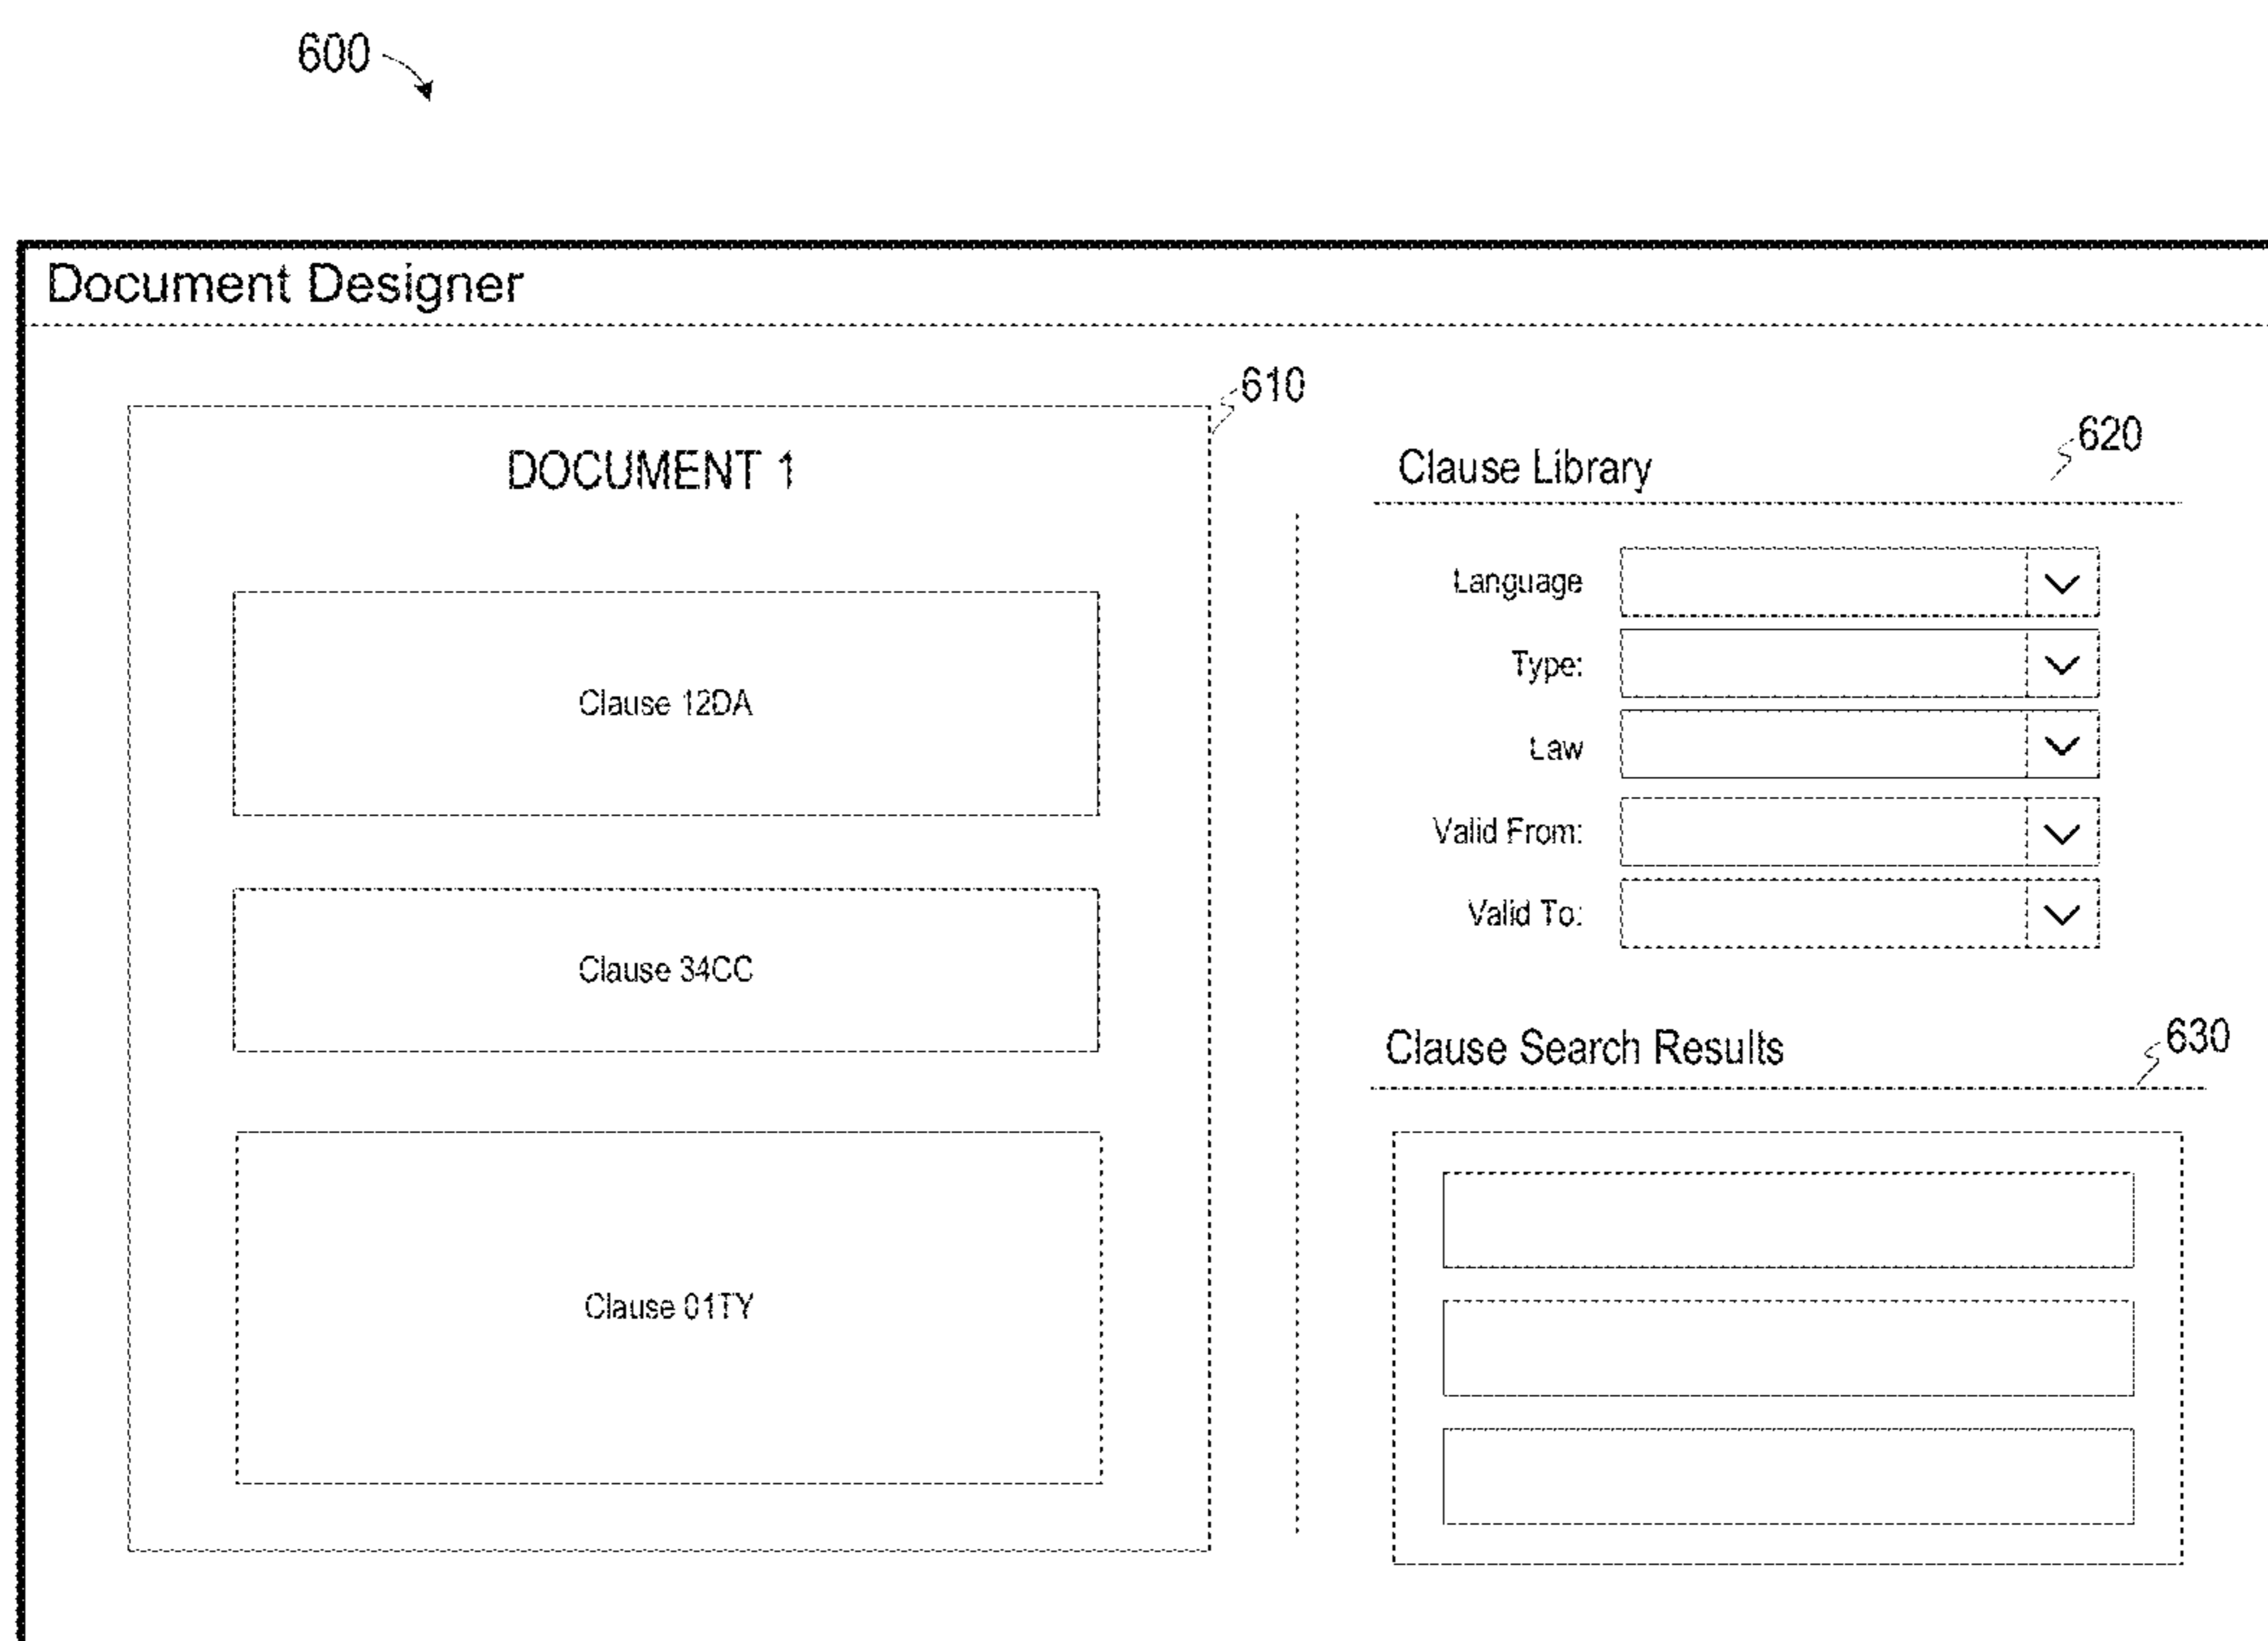 600
Document Designer
610
DOCUMENT 1
Clause 12DA
Clause 34CC
Clause 01TY
620
Clause Library
Language
Type:
Law
Valid From:
Valid To:
Clause Search Results
630